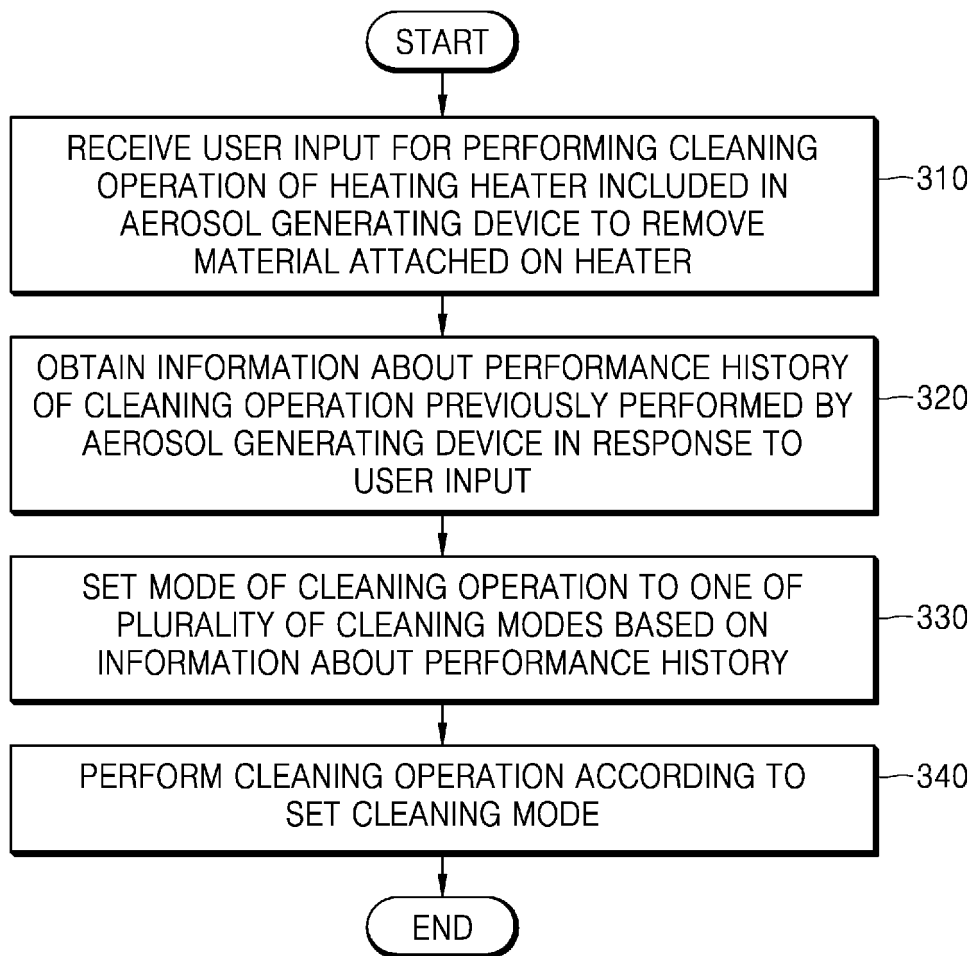 START
RECEIVE USER INPUT FOR PERFORMING CLEANING
OPERATION OF HEATING HEATER INCLUDED IN
AEROSOL GENERATING DEVICE TO REMOVE
MATERIAL ATTACHED ON HEATER
310
OBTAIN INFORMATION ABOUT PERFORMANCE HISTORY
OF CLEANING OPERATION PREVIOUSLY PERFORMED BY
AEROSOL GENERATING DEVICE IN RESPONSE TO
USER INPUT
320
SET MODE OF CLEANING OPERATION TO ONE OF
PLURALITY OF CLEANING MODES BASED ON
INFORMATION ABOUT PERFORMANCE HISTORY
330
PERFORM CLEANING OPERATION ACCORDING TO
SET CLEANING MODE
340
END